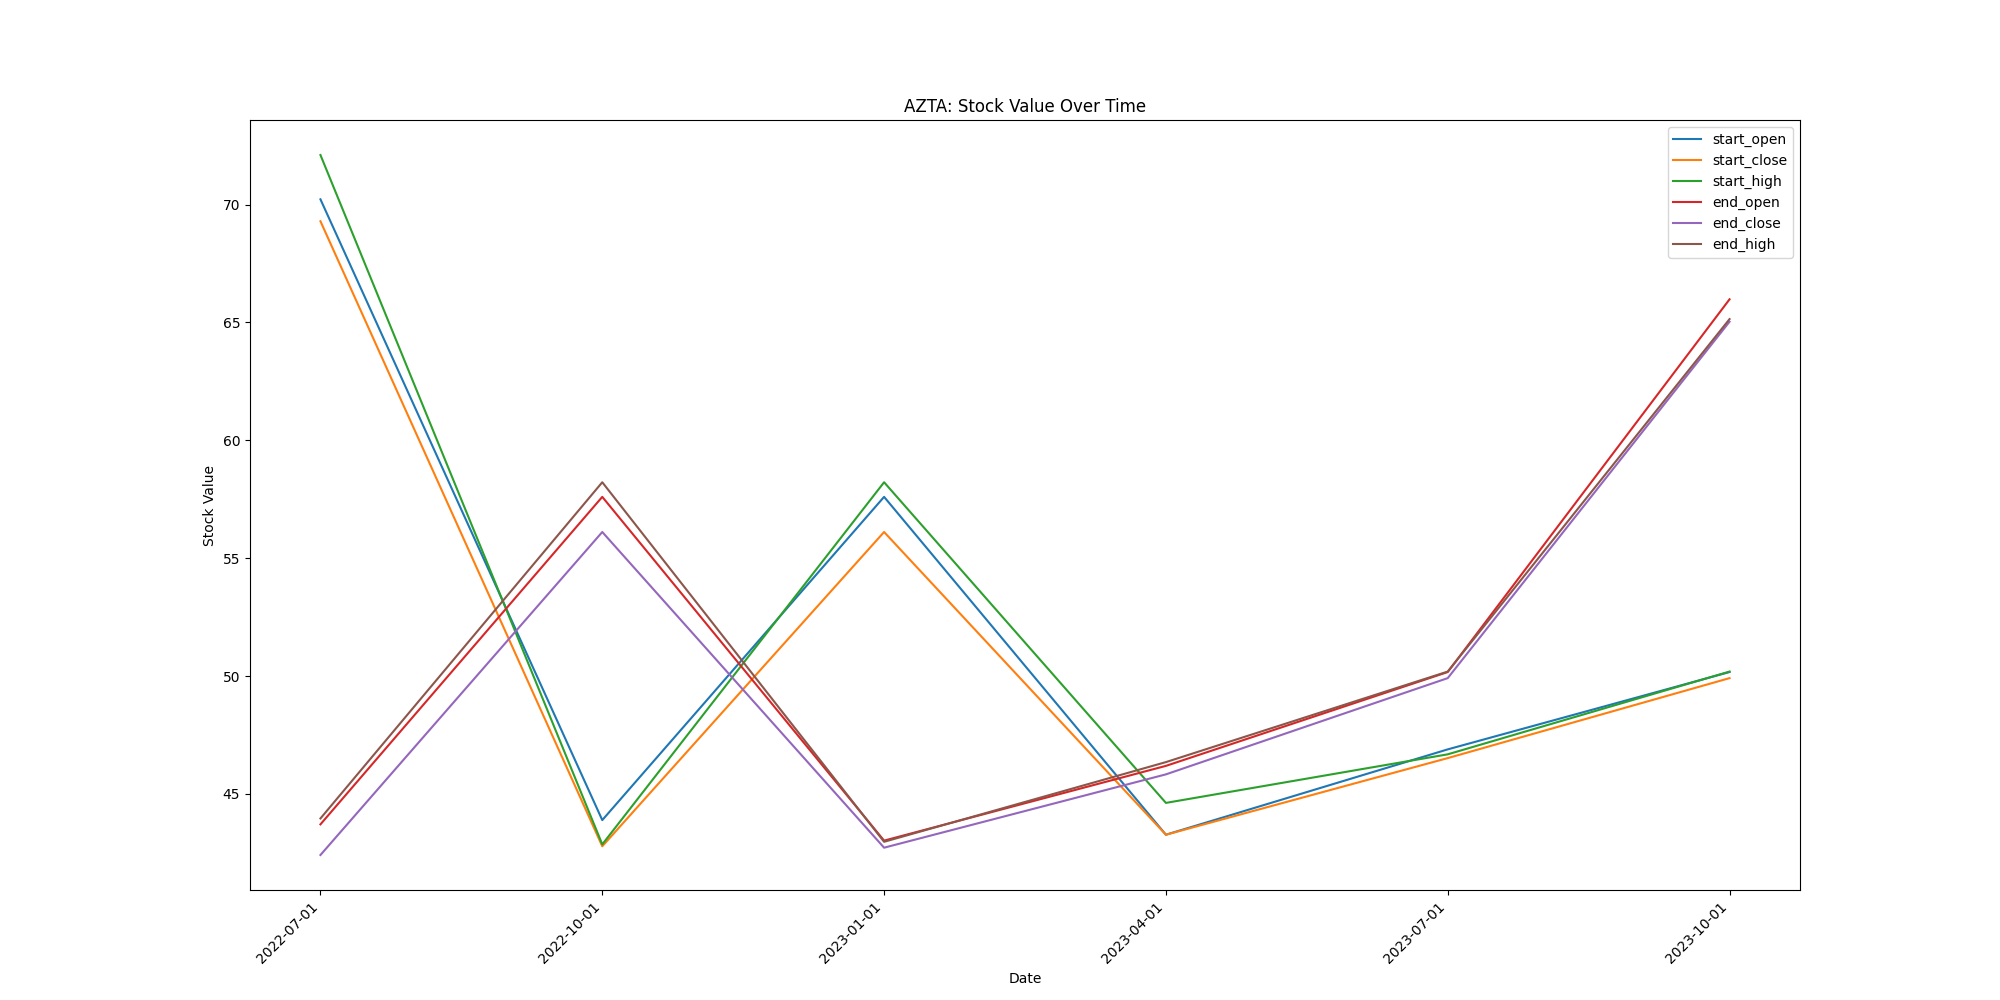 AZTA: Stock Value Over Time
start_open
start_close
start_high
end_open
end_close
end_high
Stock Value
70
65
60
55
50
45
2022-07-01
2022-10-01
2023-01-01
2023-04-01
2023-07-01
2023-10-01
Date